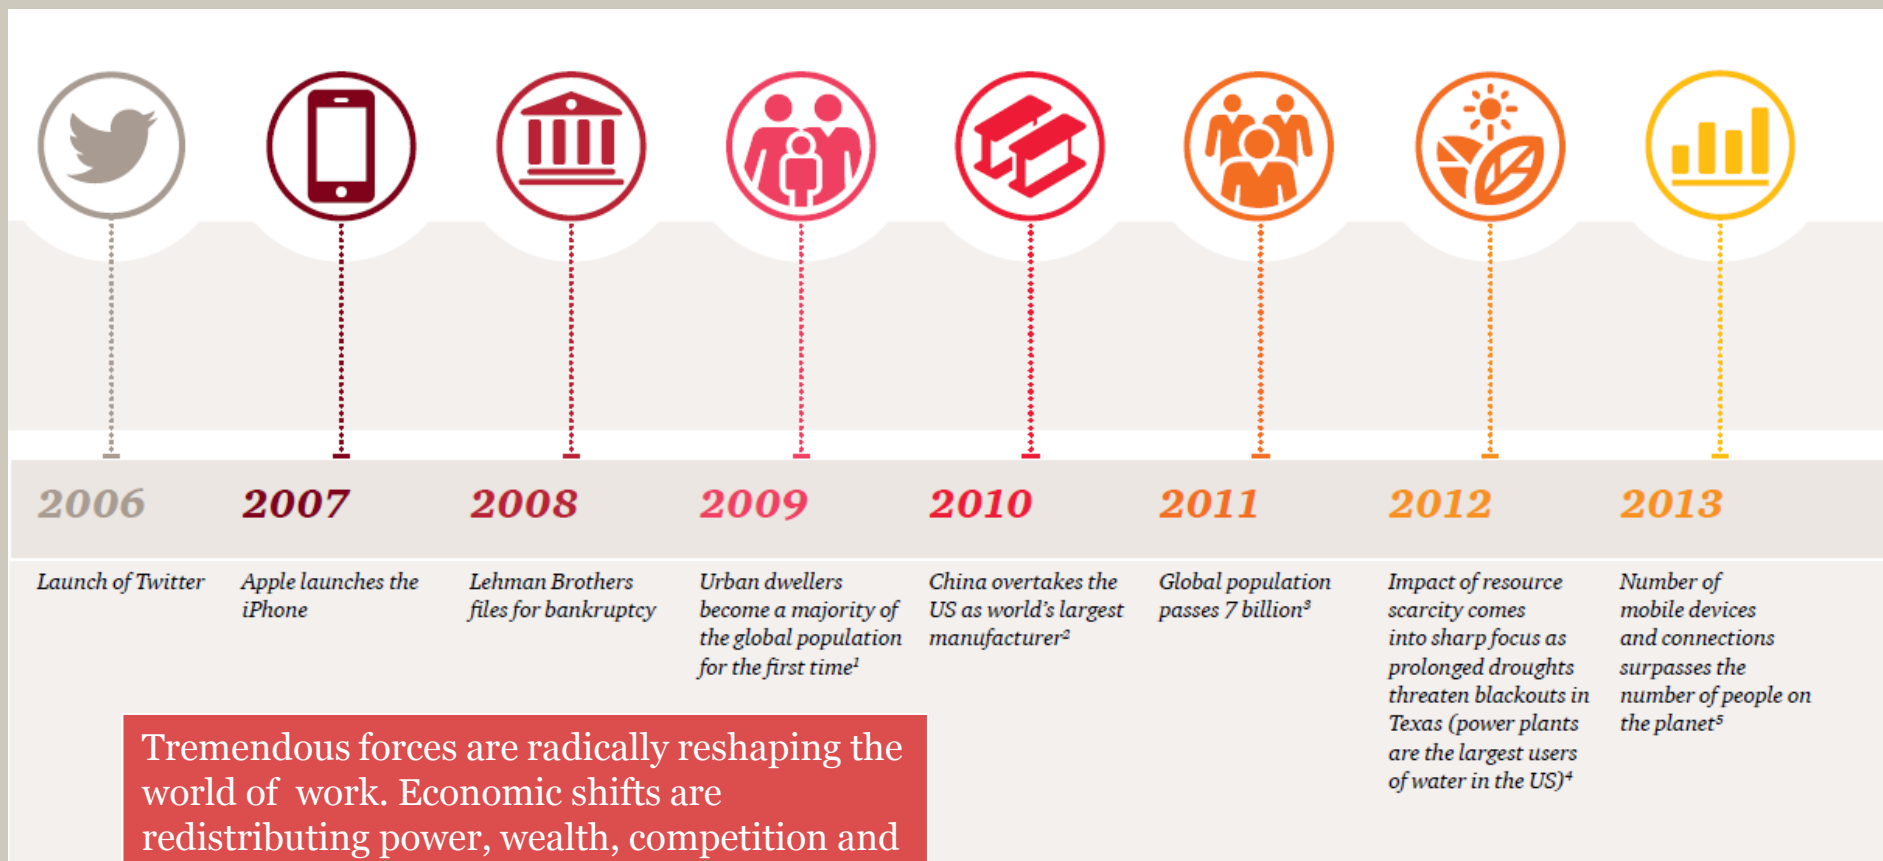 2006
2007
2008
2009
2010
2011
2012
2013
Launch of Twitter
Apple launches the
iPhone
Lehman Brothers
files for bankruptcy
Urban dwellers
become a majority of
the global population
for the first time¹
China overtakes the
US as world's largest
manufacturer²
Global population
passes 7 billion³
Impact of resource
scarcity comes
into sharp focus as
prolonged droughts
threaten blackouts in
Texas (power plants
are the largest users
of water in the US)⁴
Number of
mobile devices
and connections
surpasses the
number of people on
the planet⁵
Tremendous forces are radically reshaping the
world of  work. Economic shifts are
redistributing power, wealth, competition and